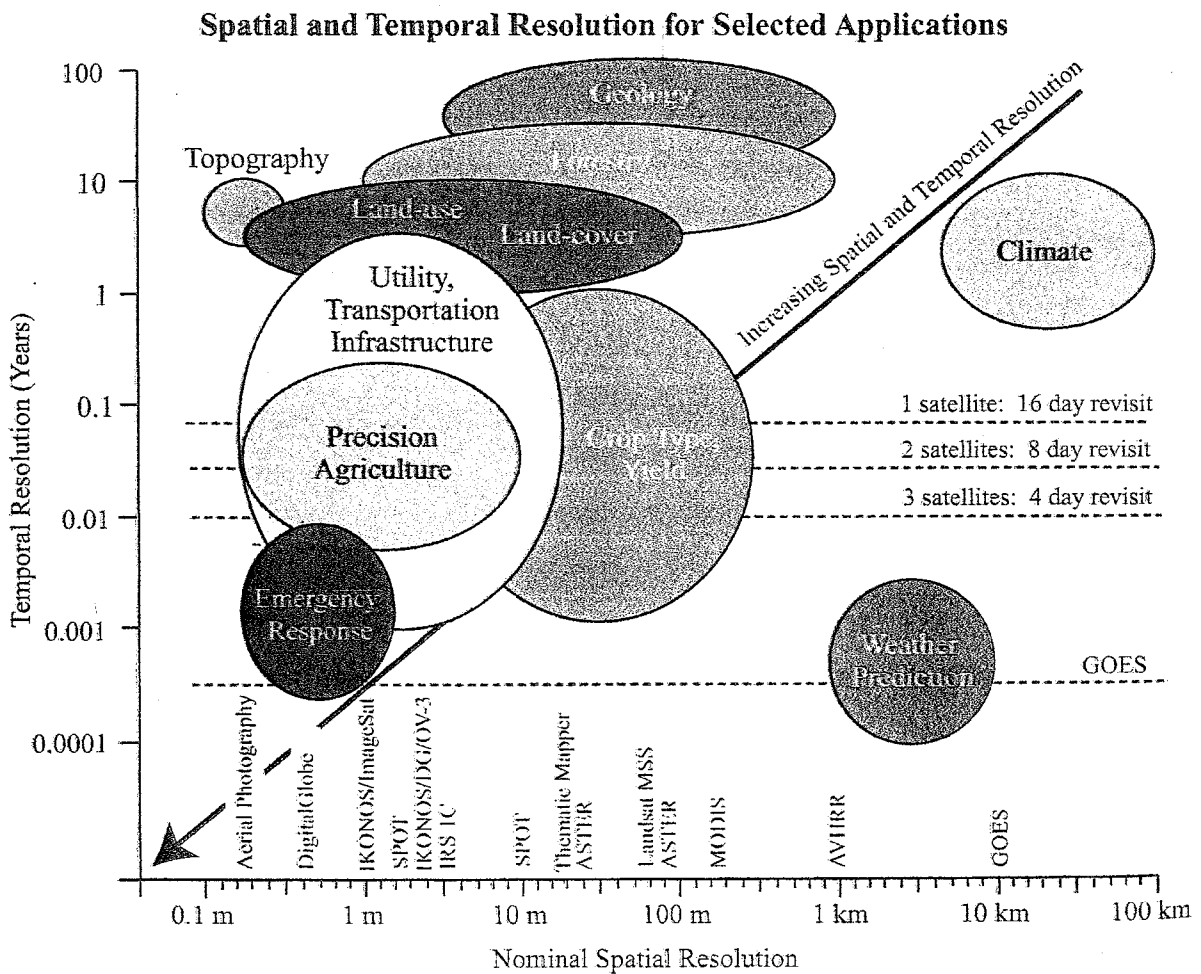 Spatial and Temporal Resolution for Selected Applications
100
10
1
0.1
0.01
0.001
0.0001
Temporal Resolution (Years)
Geology
Forestry
Topography
Land-use
Land-cover
Increasing Spatial and Temporal Resolution
Climate
Utility,
Transportation
Infrastructure
Precision
Agriculture
Crop Type
Yield
1 satellite: 16 day revisit
2 satellites: 8 day revisit
3 satellites: 4 day revisit
Emergency
Response
Weather
Prediction
GOES
Aerial Photography
DigitalGlobe
IKONOS/ImageSat
SPOT
IKONOS/DG/OV-3
IRS 1C
SPOT
Thematic Mapper
ASTER
Landsat MSS
ASTER
MODIS
AVHRR
GOES
0.1 m
1 m
10 m
100 m
1 km
10 km
100 km
Nominal Spatial Resolution